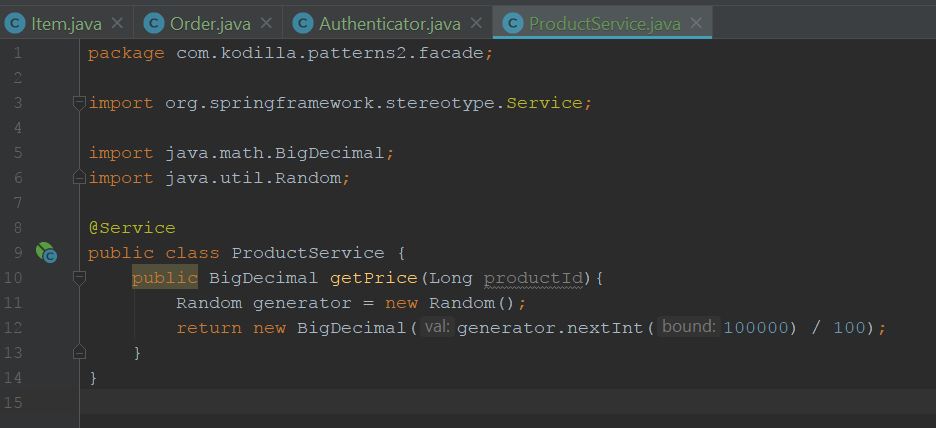 Item.java Order.java Authenticator.java ProductService.java
1 package com.kodilla.patterns2.facade;
2
3 import org.springframework.stereotype.Service;
4
5 import java.math.BigDecimal;
6 import java.util.Random;
7
8 @Service
9 public class ProductService {
10 public BigDecimal getPrice(Long productId){
11 Random generator = new Random();
12 return new BigDecimal( val: generator.nextInt( bound: 100000) / 100);
13 }
14 }
15